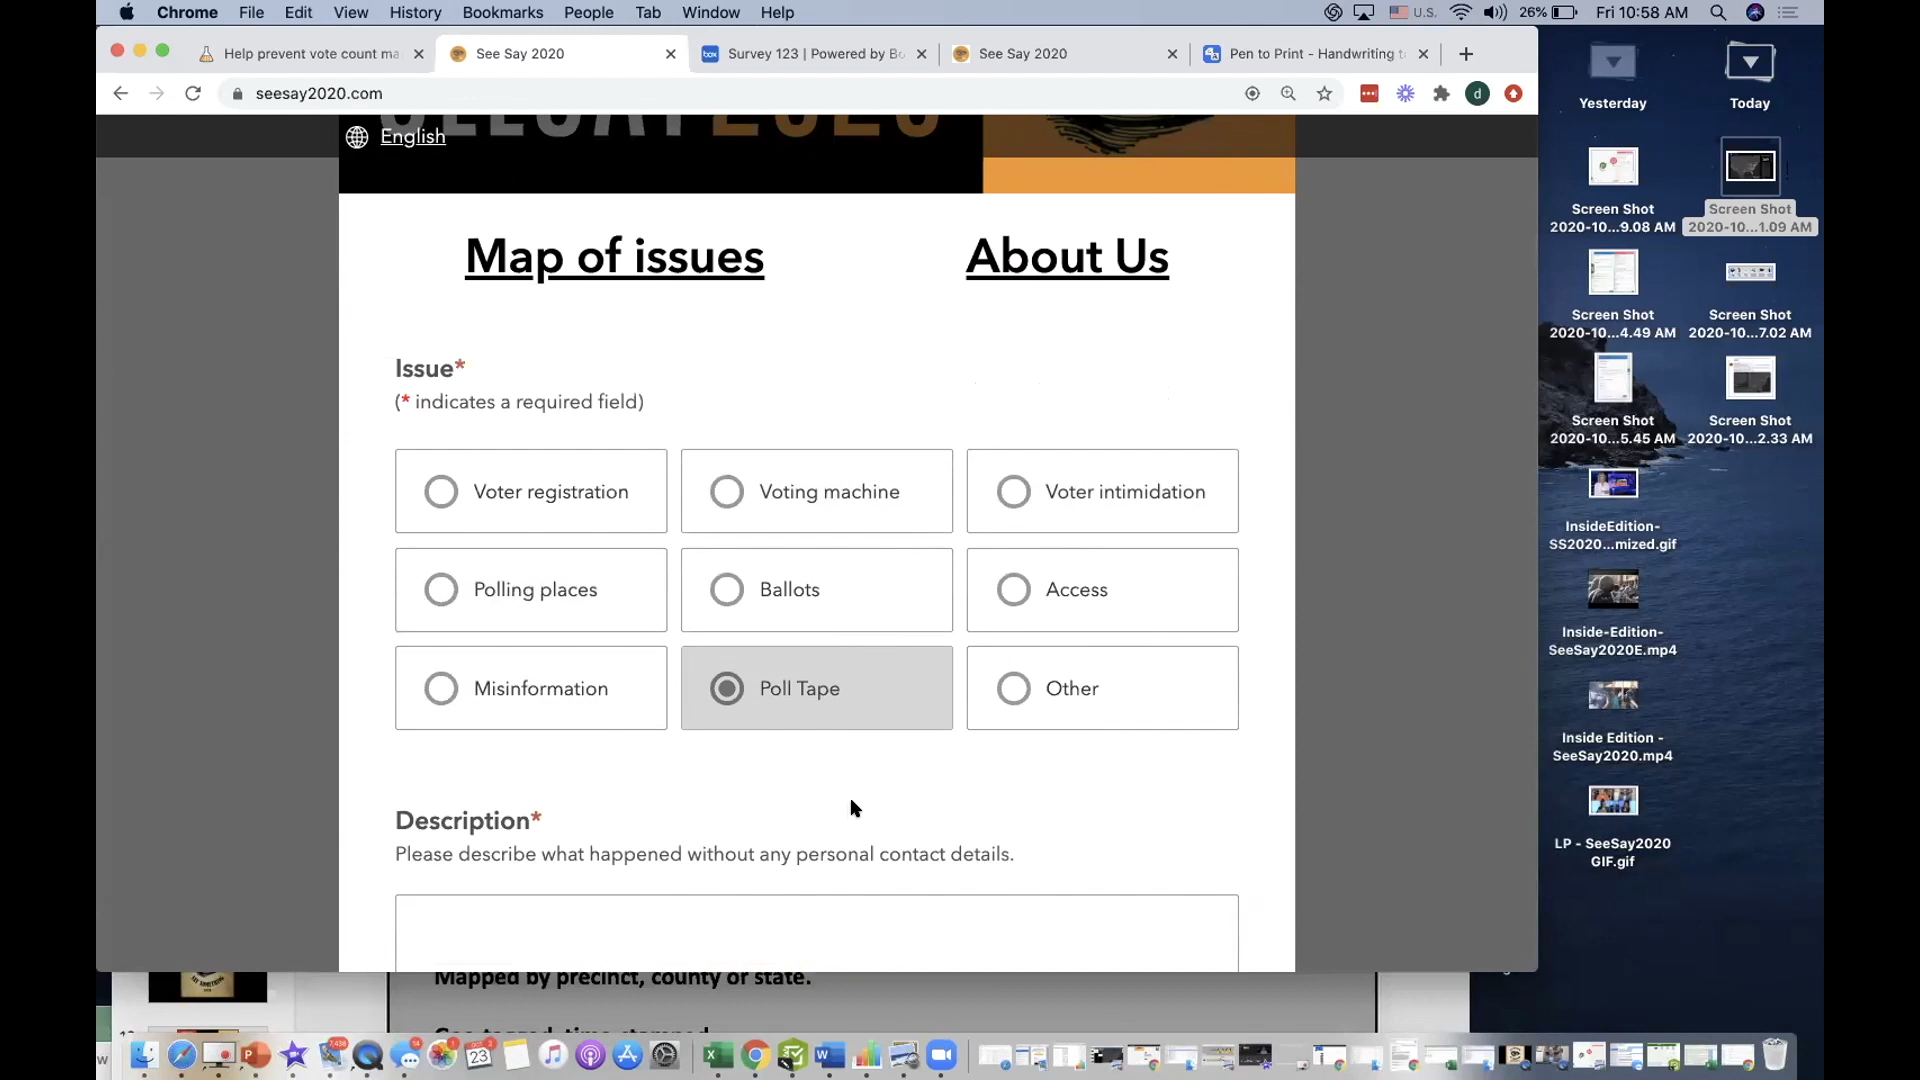 Chrome File Edit View History Bookmarks People Tab Window Help
U.S. 26% Fri 10:58 AM
Help prevent vote count ma
See Say 2020
Survey 123 | Powered by Bo
See Say 2020
Pen to Print - Handwriting t
seesay2020.com
d
English
Map of issues
About Us
Issue*
(* indicates a required field)
Voter registration
Voting machine
Voter intimidation
Polling places
Ballots
Access
Misinformation
Poll Tape
Other
Description*
Please describe what happened without any personal contact details.
Mapped by precinct, county or state.
Yesterday
Today
Screen Shot
2020-10...9.08 AM
Screen Shot
2020-10...1.09 AM
Screen Shot
2020-10...4.49 AM
Screen Shot
2020-10...7.02 AM
Screen Shot
2020-10...5.45 AM
Screen Shot
2020-10...2.33 AM
InsideEdition-
SS2020...mized.gif
Inside-Edition-
SeeSay2020E.mp4
Inside Edition -
SeeSay2020.mp4
LP - SeeSay2020
GIF.gif